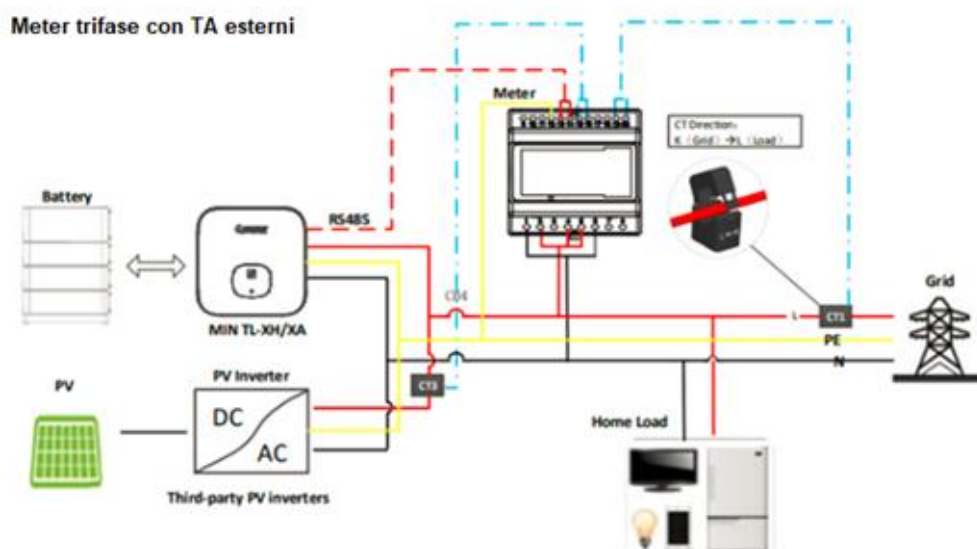 Meter trifase con TA esterni
Meter
CT Direction:
K (Grid) → L (Load)
Battery
RS485
Grid
MIN TL-XH/XA
L
CT1
PE
N
PV Inverter
CT3
PV
DC
AC
Home Load
Third-party PV inverters